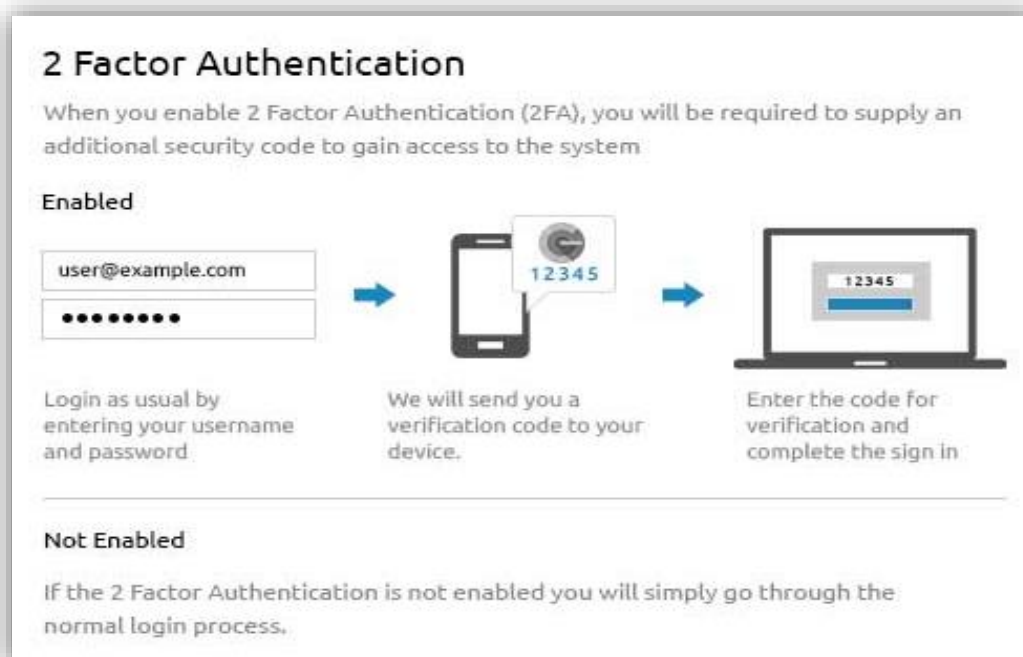 2 Factor Authentication
When you enable 2 Factor Authentication (2FA), you will be required to supply an
additional security code to gain access to the system
Enabled
user@example.com
●●●●●●●●
12345
12345
Login as usual by
entering your username
and password
We will send you a
verification code to your
device.
Enter the code for
verification and
complete the sign in
Not Enabled
If the 2 Factor Authentication is not enabled you will simply go through the
normal login process.